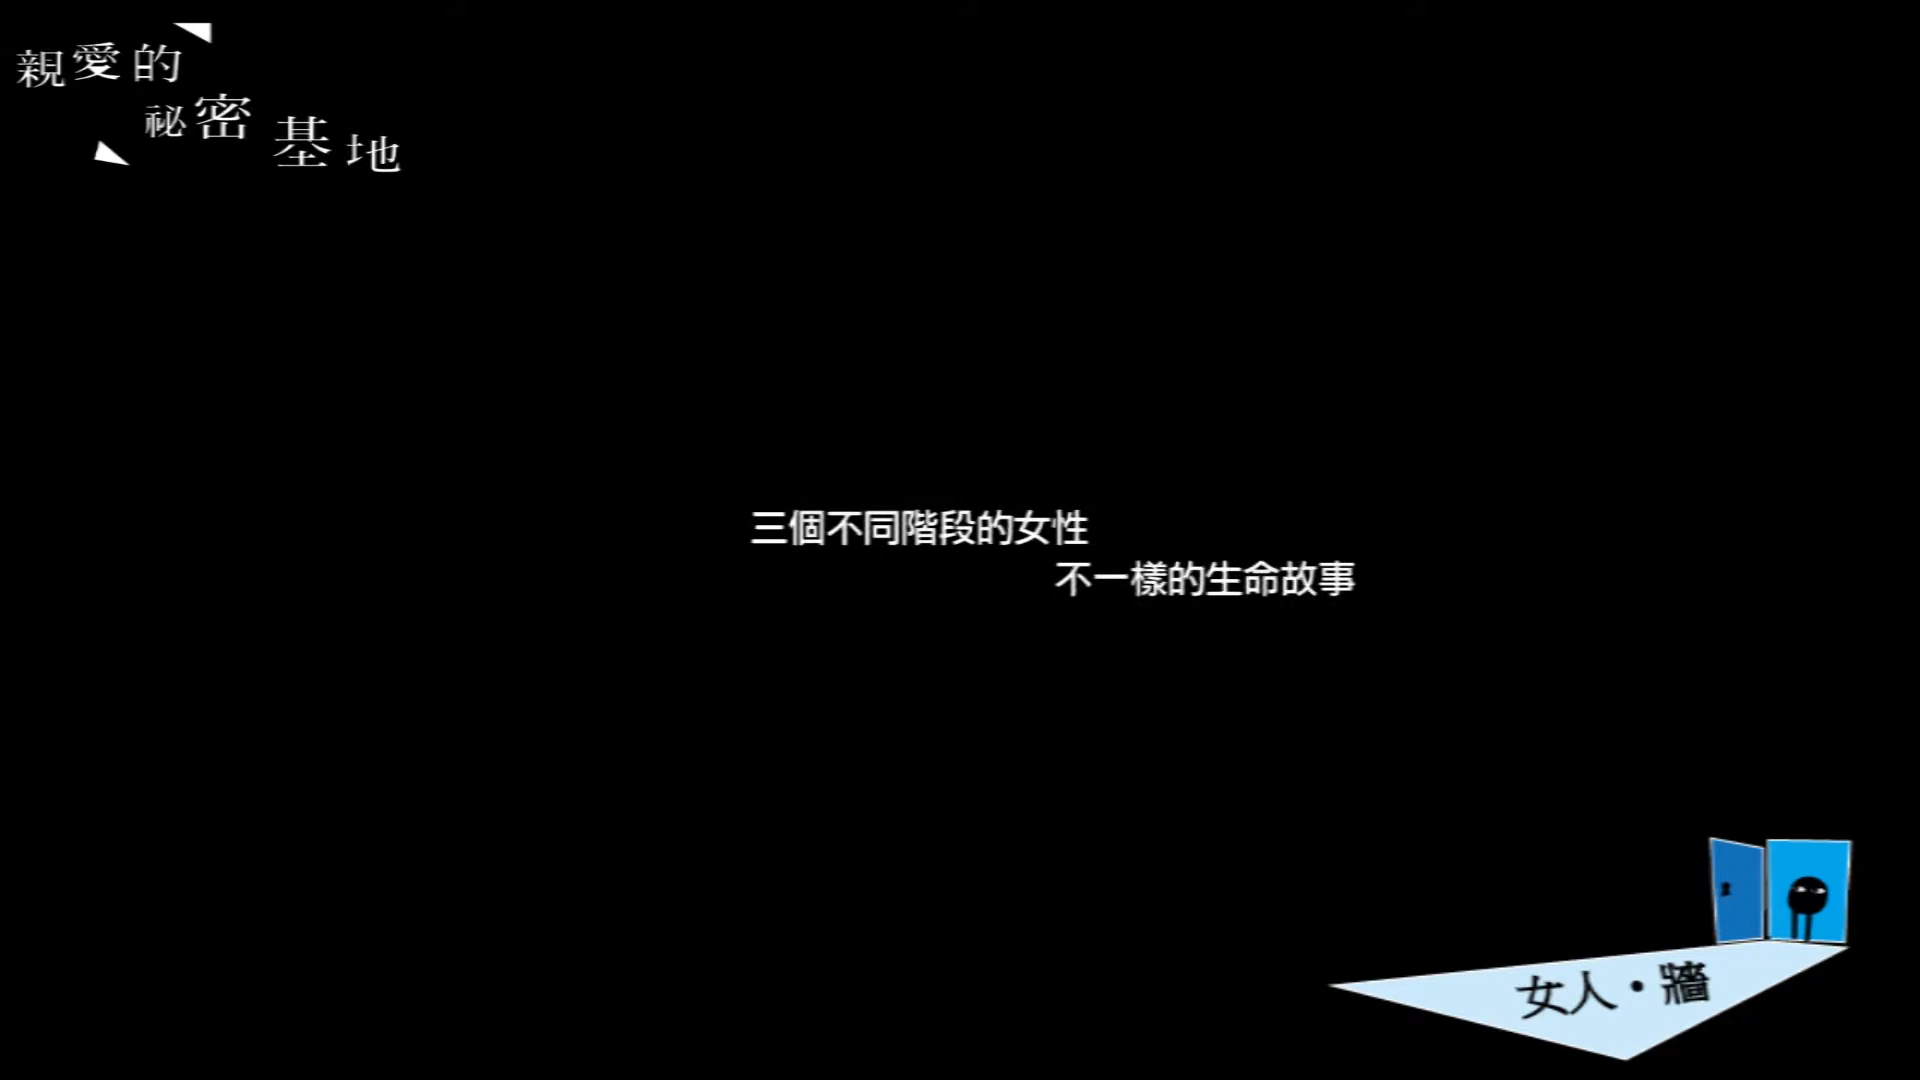 親愛的
祕密基地
三個不同階段的女性
不一樣的生命故事
女人·牆